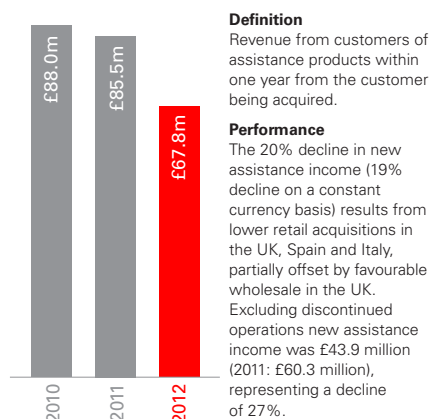 £88.0m
£85.5m
£67.8m
2010
2011
2012
Definition
Revenue from customers of
assistance products within
one year from the customer
being acquired.
Performance
The 20% decline in new
assistance income (19%
decline on a constant
currency basis) results from
lower retail acquisitions in
the UK, Spain and Italy,
partially offset by favourable
wholesale in the UK.
Excluding discontinued
operations new assistance
income was £43.9 million
(2011: £60.3 million),
representing a decline
of 27%.